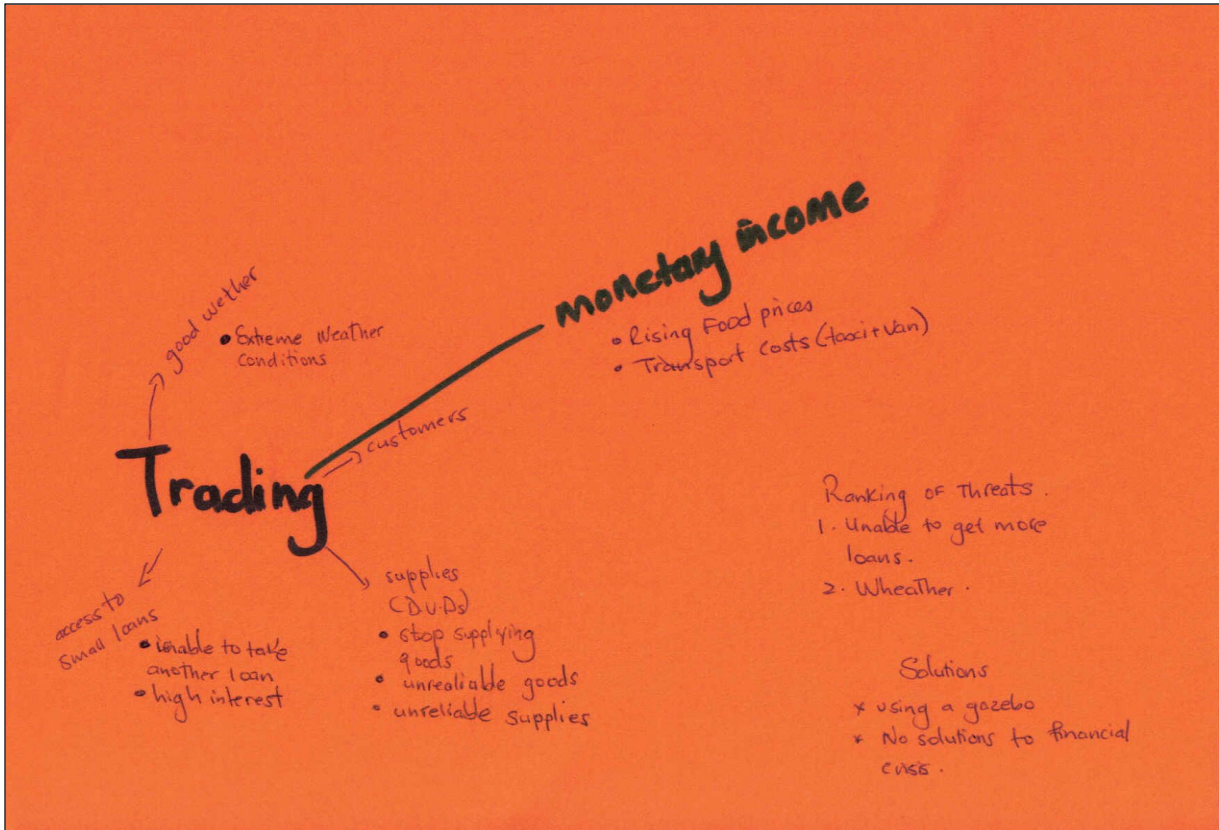 monetary income
• Rising Food prices
• Transport costs (taxi + van)
good wether
• Extreme Weather
Conditions
customers
Trading
access to
small loans
• unable to take
another loan
• high interest
supplies
(D.V.Ds)
• stop supplying
goods
• unrealiable goods
• unreliable supplies
Ranking of Threats.
1. Unable to get more
loans.
2. Wheather.
Solutions
* using a gazebo
* No solutions to financial
crisis.